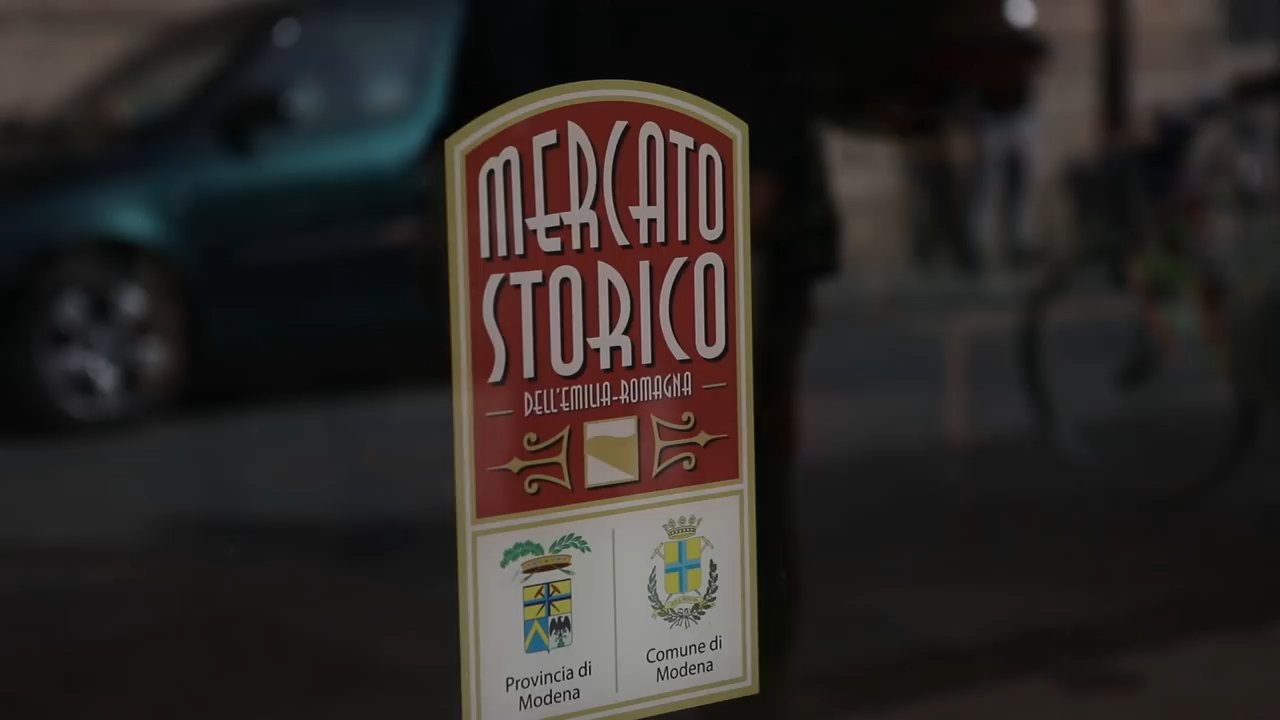 MERCATO
STORICO
DELL'EMILIA-ROMAGNA
Provincia di
Modena
Comune di
Modena